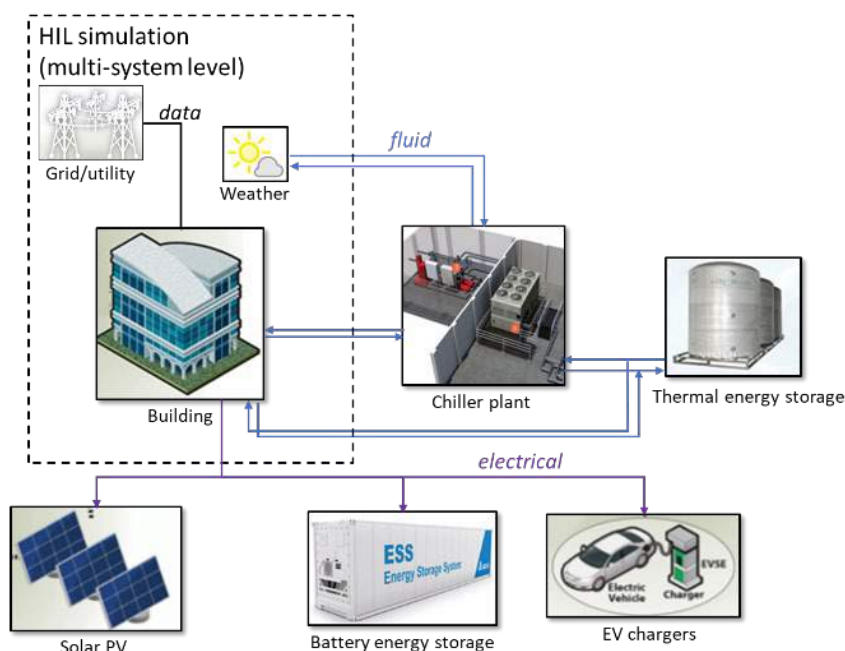 HIL simulation
(multi-system level)
data
Grid/utility
Weather
fluid
Building
Chiller plant
Thermal energy storage
electrical
Solar PV
ESS
Energy Storage System
Battery energy storage
EVSE
Electric
Vehicle
Charger
EV chargers